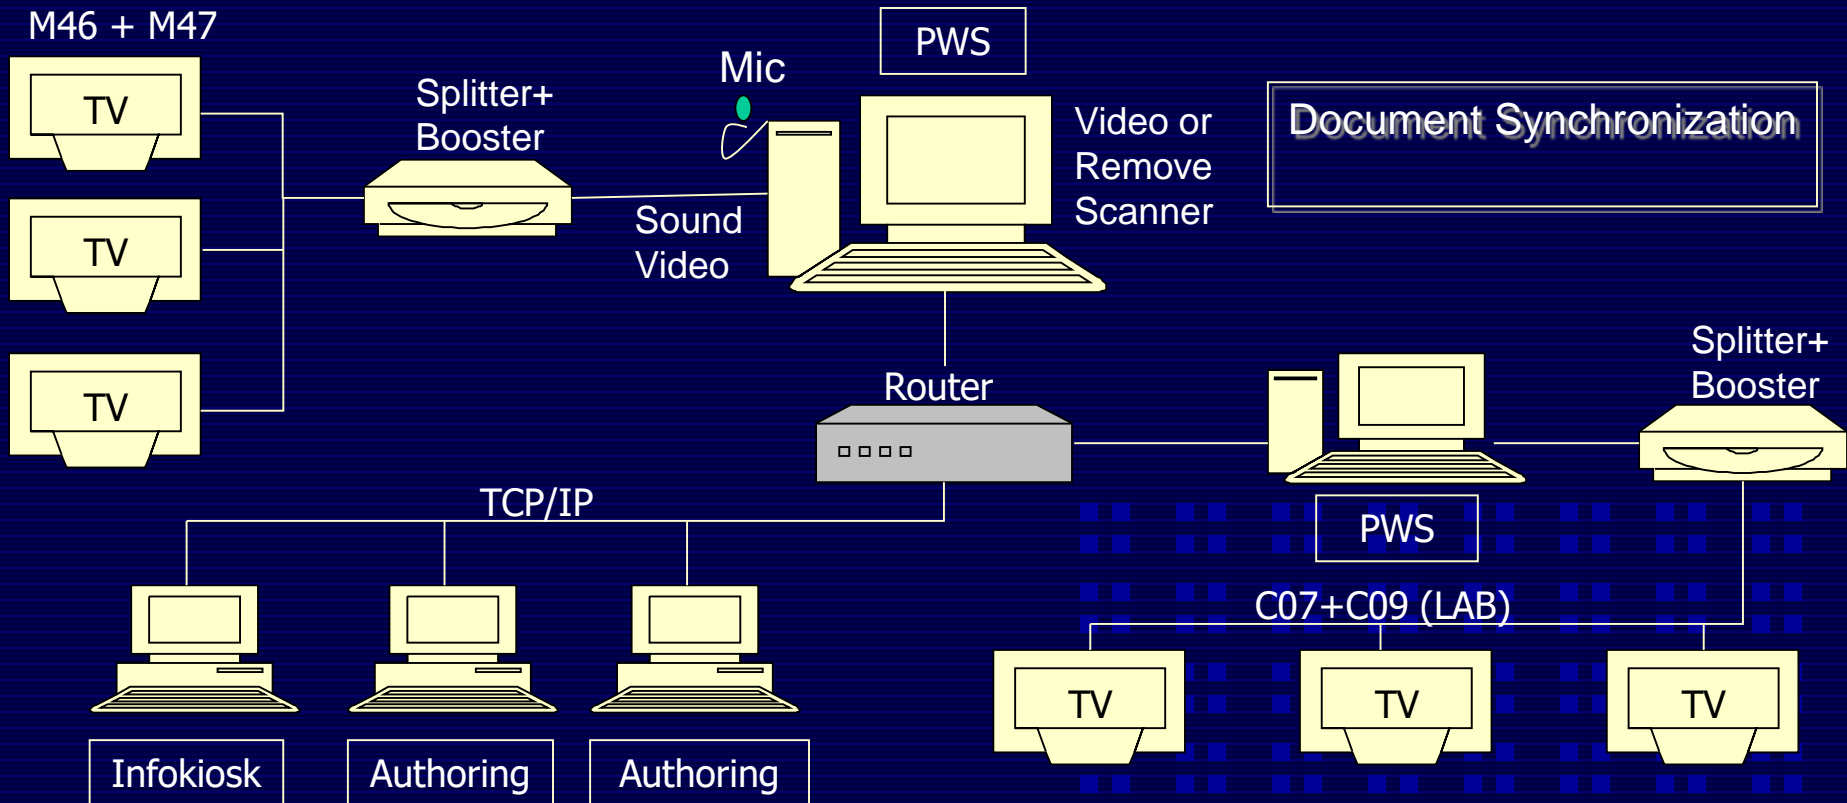 M46 + M47
PWS
Mic
TV
Splitter+
Booster
Video or
Remove
Scanner
Document Synchronization
Sound
Video
TV
TV
Router
Splitter+
Booster
TCP/IP
PWS
C07+C09 (LAB)
TV
TV
TV
Infokiosk
Authoring
Authoring